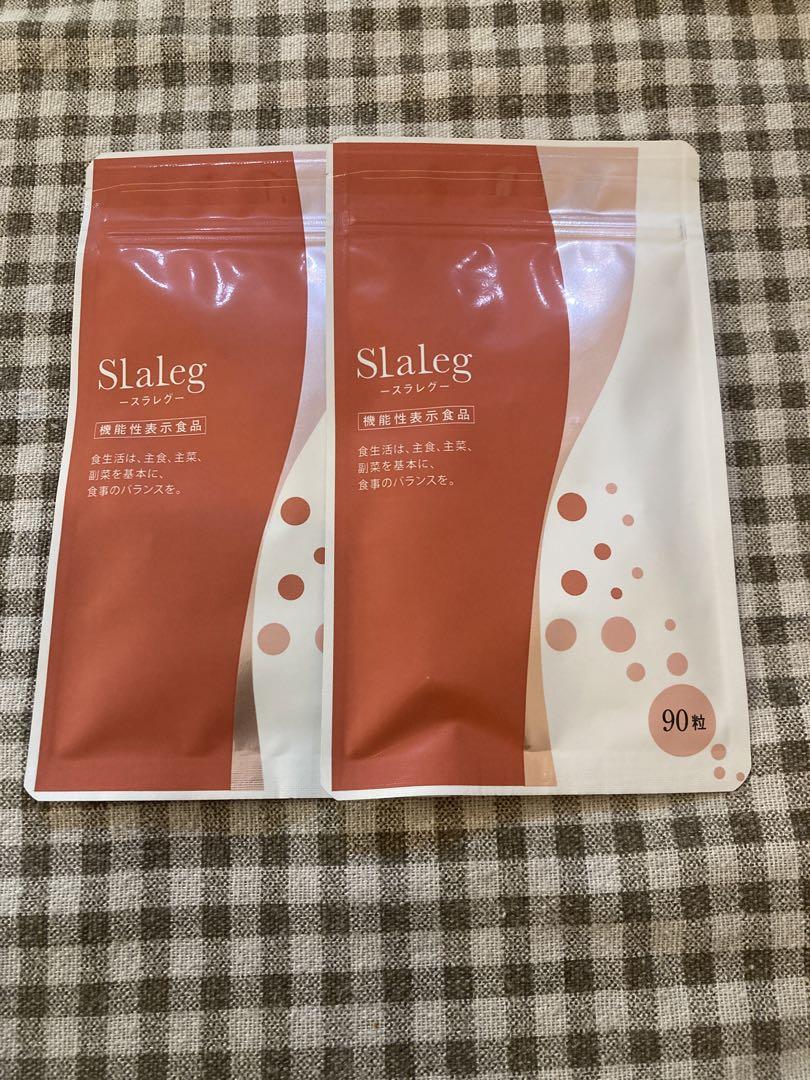 Slaleg
ースラレグー
機能性表示食品
食生活は、主食、主菜、
副菜を基本に、
食事のバランスを。
Slaleg
ースラレグー
機能性表示食品
食生活は、主食、主菜、
副菜を基本に、
食事のバランスを。
90粒